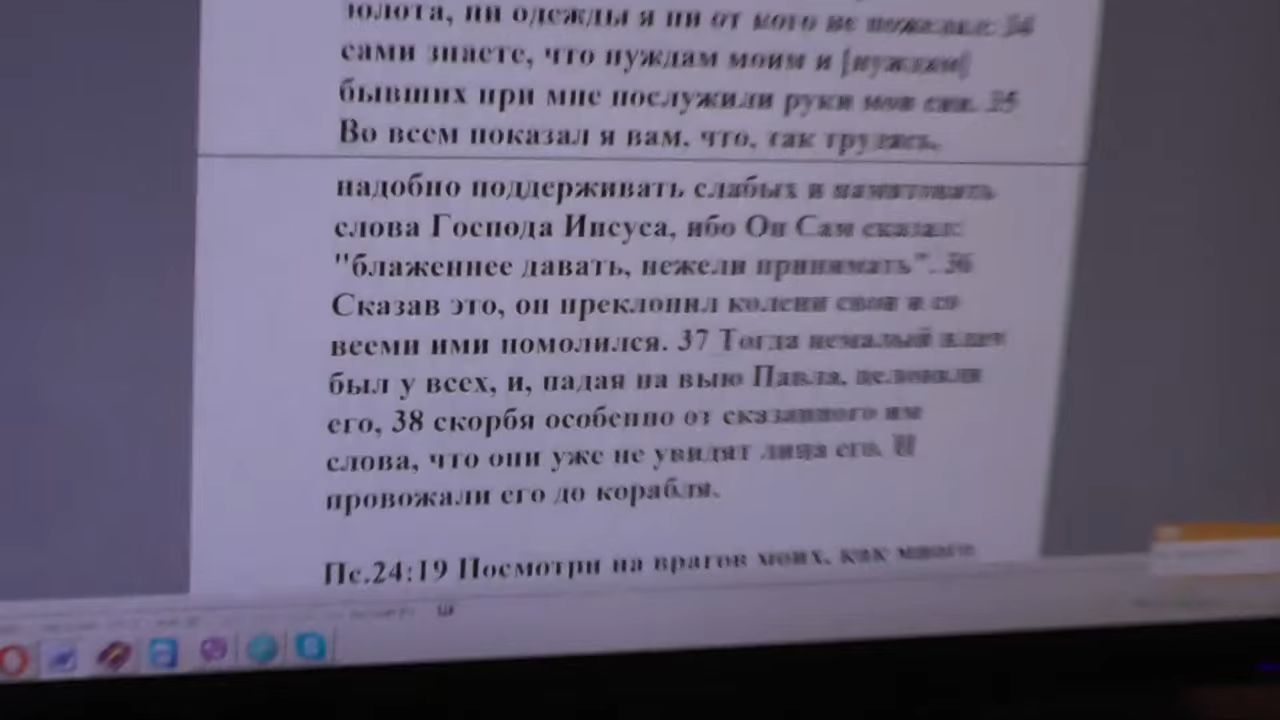 золота, ни одежды я ни от кого не пожелал: 34
сами знаете, что нуждам моим и [нуждам]
бывших при мне послужили руки мои сии. 35
Во всем показал я вам, что, так трудясь,
надобно поддерживать слабых и памятовать
слова Господа Иисуса, ибо Он Сам сказал:
"блаженнее давать, нежели принимать". 36
Сказав это, он преклонил колени свои и со
всеми ими помолился. 37 Тогда немалый плач
был у всех, и, падая на выю Павла, целовали
его, 38 скорбя особенно от сказанного им
слова, что они уже не увидят лица его. И
провожали его до корабля.
Пс.24:19 Посмотри на врагов моих, как много